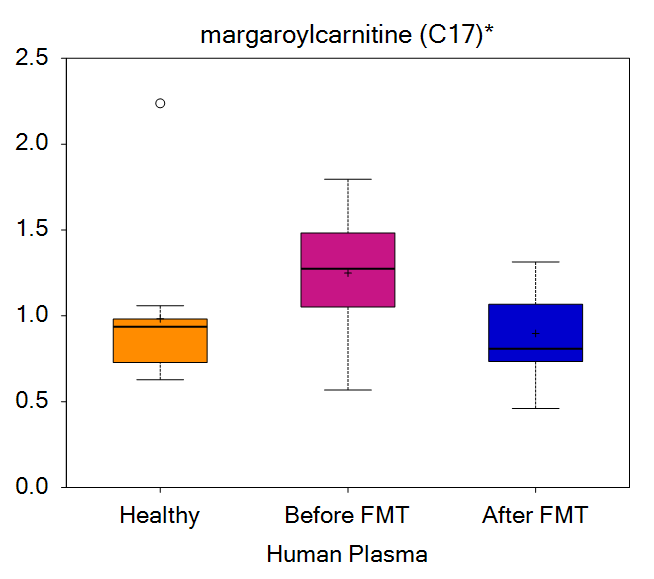 margaroylcarnitine (C17)*
2.5
2.0
1.5
1.0
0.5
0.0
Healthy
Before FMT
After FMT
Human Plasma